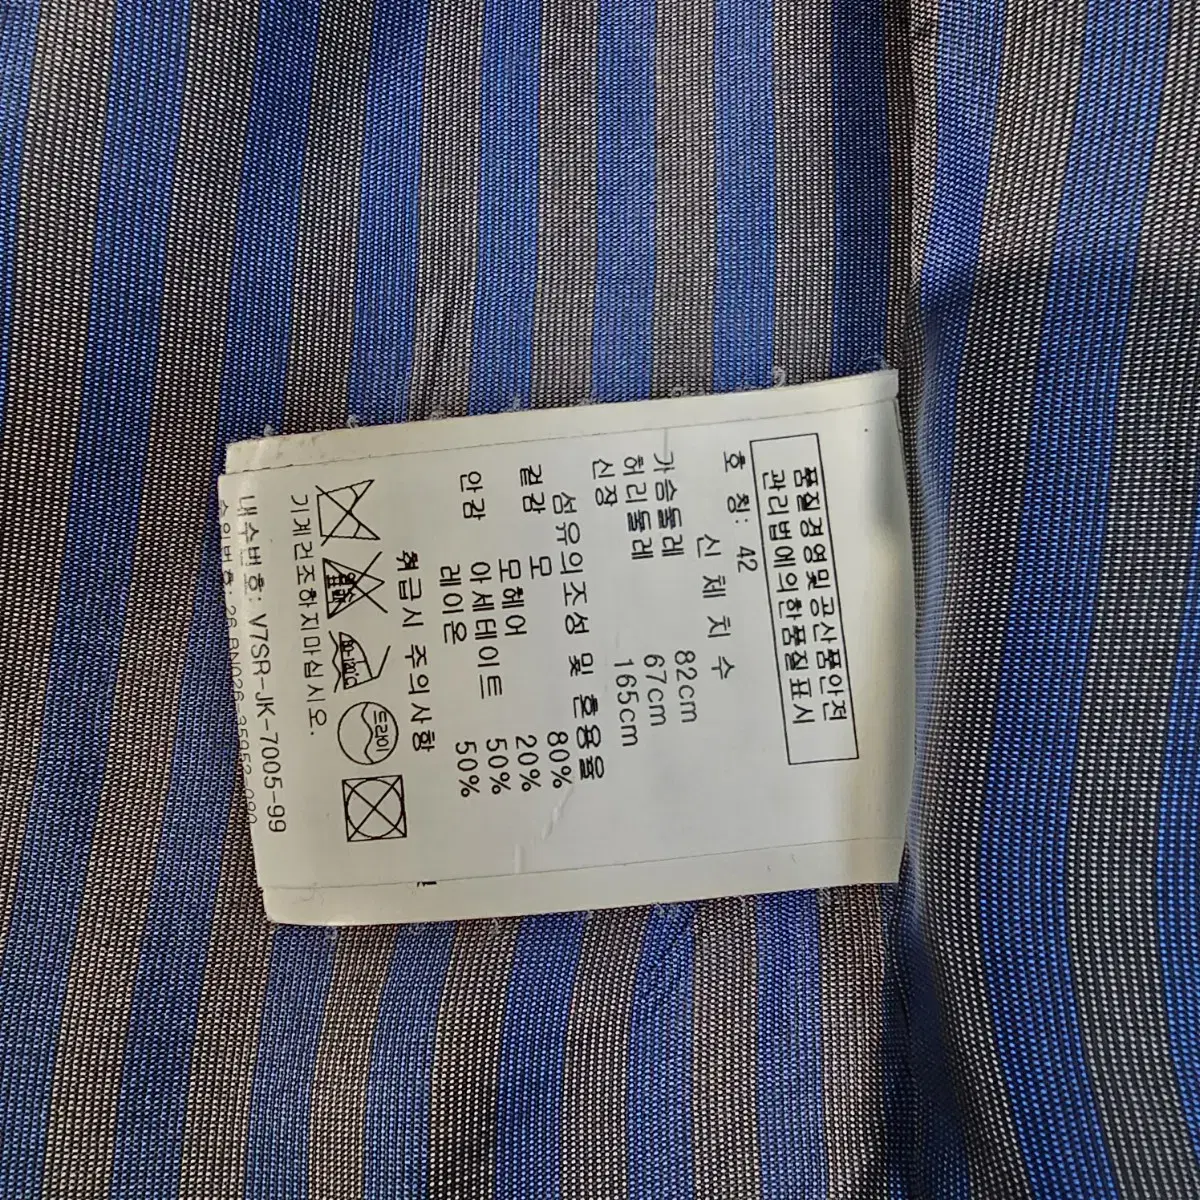 품질경영및공산품안전
관리법에의한품질표시
호 칭: 42
신 체 치 수
가슴둘레 82cm
허리둘레 67cm
신장 165cm
섬유의조성 및 혼용율
겉감 모 80%
모헤어 20%
안감 아세테이트 50%
레이온 50%
취급시 주의사항
드라이
기계건조하지마십시오.
내수번호: V7SR-JK-7005-99